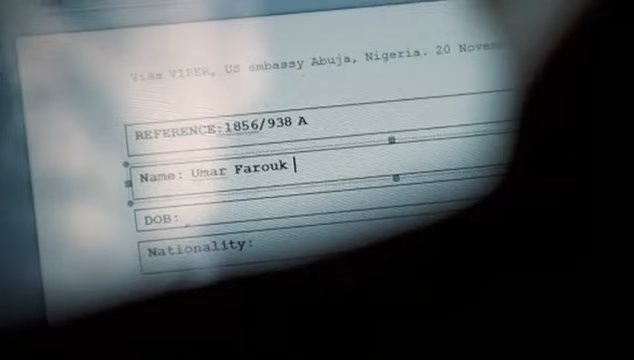 Visa VIPER, US embassy Abuja, Nigeria. 20
REFERENCE:1856/938 A
Name: Umar Farouk
DOB:
Nationality: